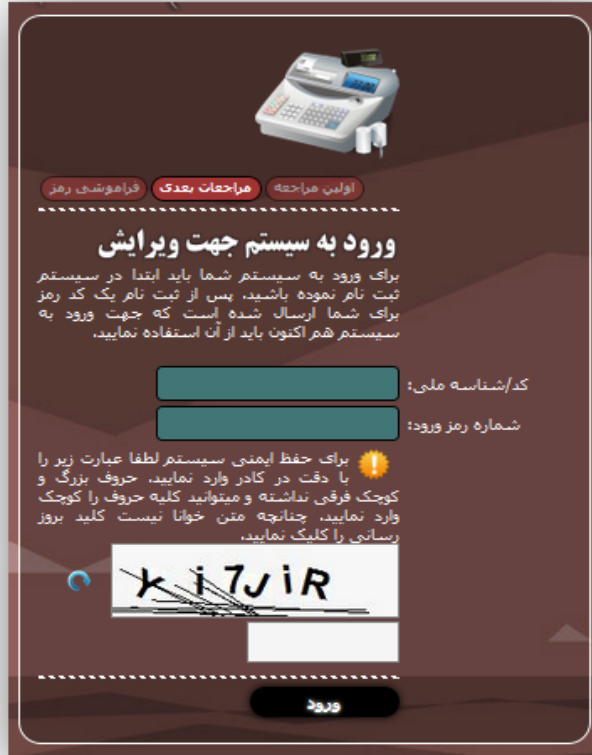 اولین مراجعه
مراجعات بعدی
فراموشی رمز
ورود به سیستم جهت ویرایش
برای ورود به سیستم شما باید ابتدا در سیستم
ثبت نام نموده باشید، پس از ثبت نام یک کد رمز
برای شما ارسال شده است که جهت ورود به
سیستم هم اکنون باید از آن استفاده نمایید.
کد/شناسه ملی:
شماره رمز ورود:
برای حفظ ایمنی سیستم لطفا عبارت زیر را
با دقت در کادر وارد نمایید، حروف بزرگ و
کوچک فرقی نداشته و میتوانید کلیه حروف را کوچک
وارد نمایید، چنانچه متن خوانا نیست کلید بروز
رسانی را کلیک نمایید.
ورود